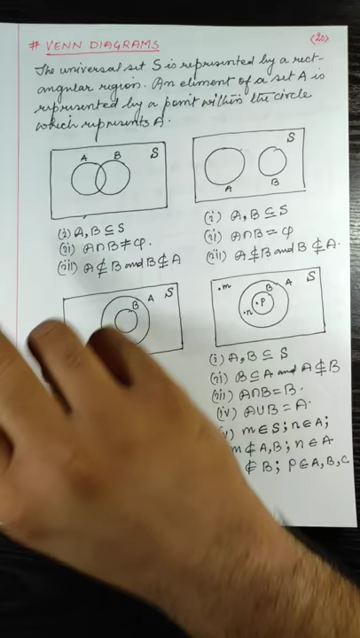 # VENN DIAGRAMS
(20)
The universal set S is represented by a rect-
angular region. An element of a set A is
represented by a point within the circle
which represents A.
A B S
(i) A, B ⊆ S
(ii) A∩B ≠ φ.
(iii) A ⊈ B and B ⊈ A
S
A B
(i) A, B ⊆ S
(ii) A∩B = φ
(iii) A ⊈ B and B ⊈ A.
B A S
.m B A S
.n .P
(i) A, B ⊆ S
(ii) B ⊆ A and A ⊈ B
(iii) A∩B = B.
(iv) A∪B = A.
v) m ∈ S; n ∈ A;
m ∉ A, B; n ∈ A
∉ B; P ∈ A, B, C